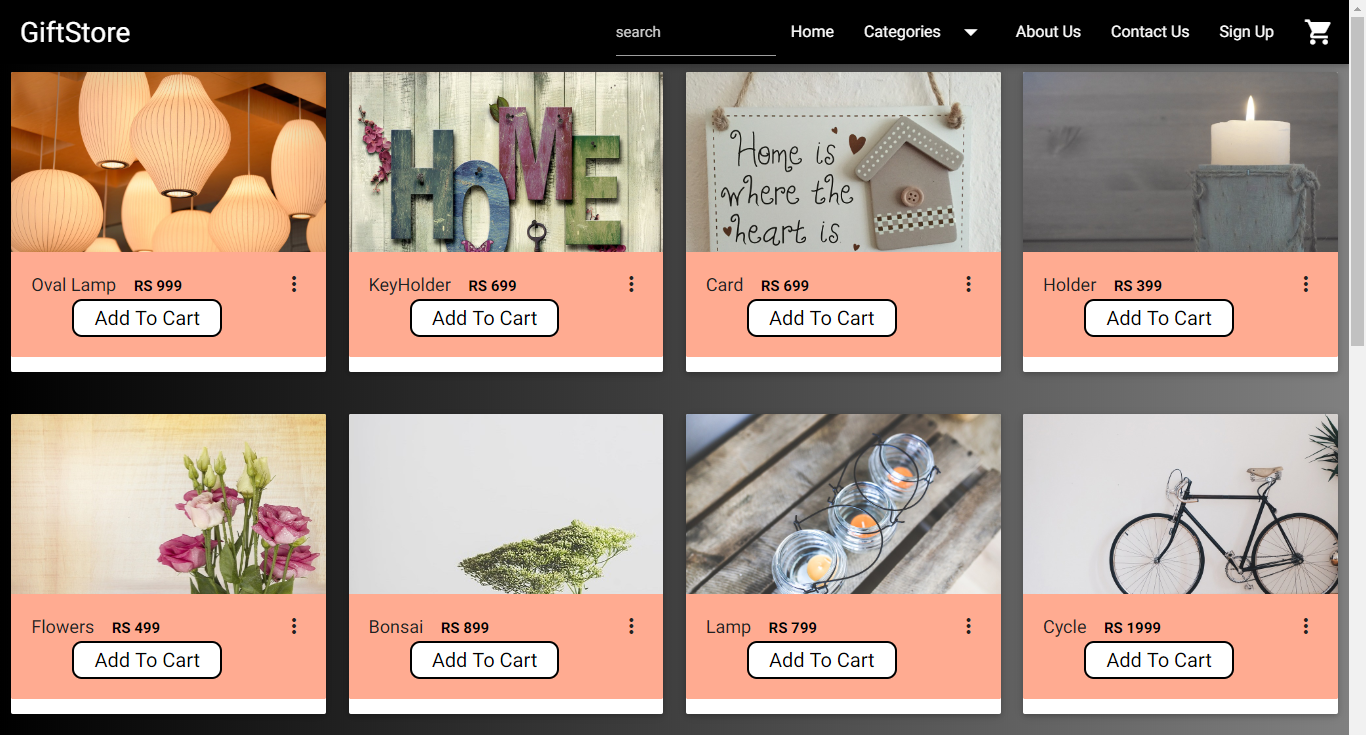 GiftStore
search
Home
Categories
About Us
Contact Us
Sign Up
HOME
Home is
where the
heart is
Oval Lamp RS 999
Add To Cart
KeyHolder RS 699
Add To Cart
Card RS 699
Add To Cart
Holder RS 399
Add To Cart
Flowers RS 499
Add To Cart
Bonsai RS 899
Add To Cart
Lamp RS 799
Add To Cart
Cycle RS 1999
Add To Cart